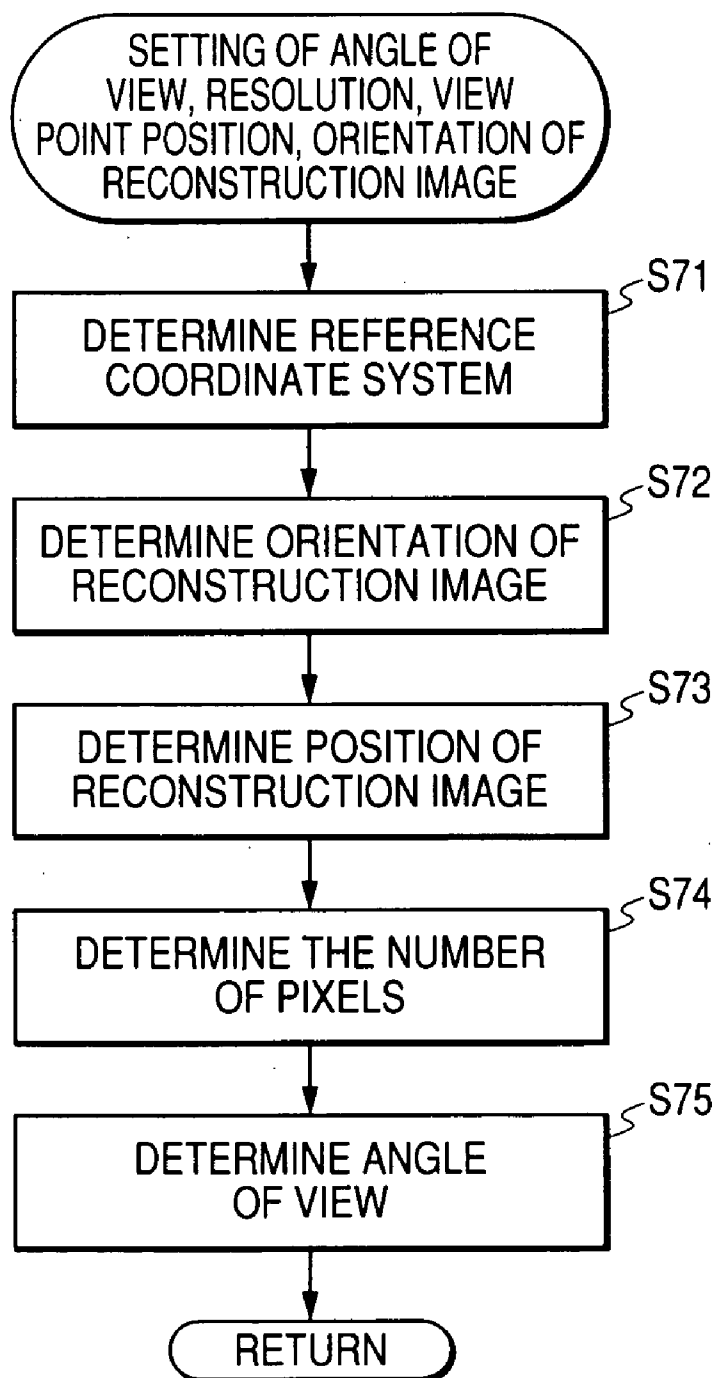 SETTING OF ANGLE OF
VIEW, RESOLUTION, VIEW
POINT POSITION, ORIENTATION OF
RECONSTRUCTION IMAGE
S71
DETERMINE REFERENCE
COORDINATE SYSTEM
S72
DETERMINE ORIENTATION OF
RECONSTRUCTION IMAGE
S73
DETERMINE POSITION OF
RECONSTRUCTION IMAGE
S74
DETERMINE THE NUMBER
OF PIXELS
S75
DETERMINE ANGLE
OF VIEW
RETURN